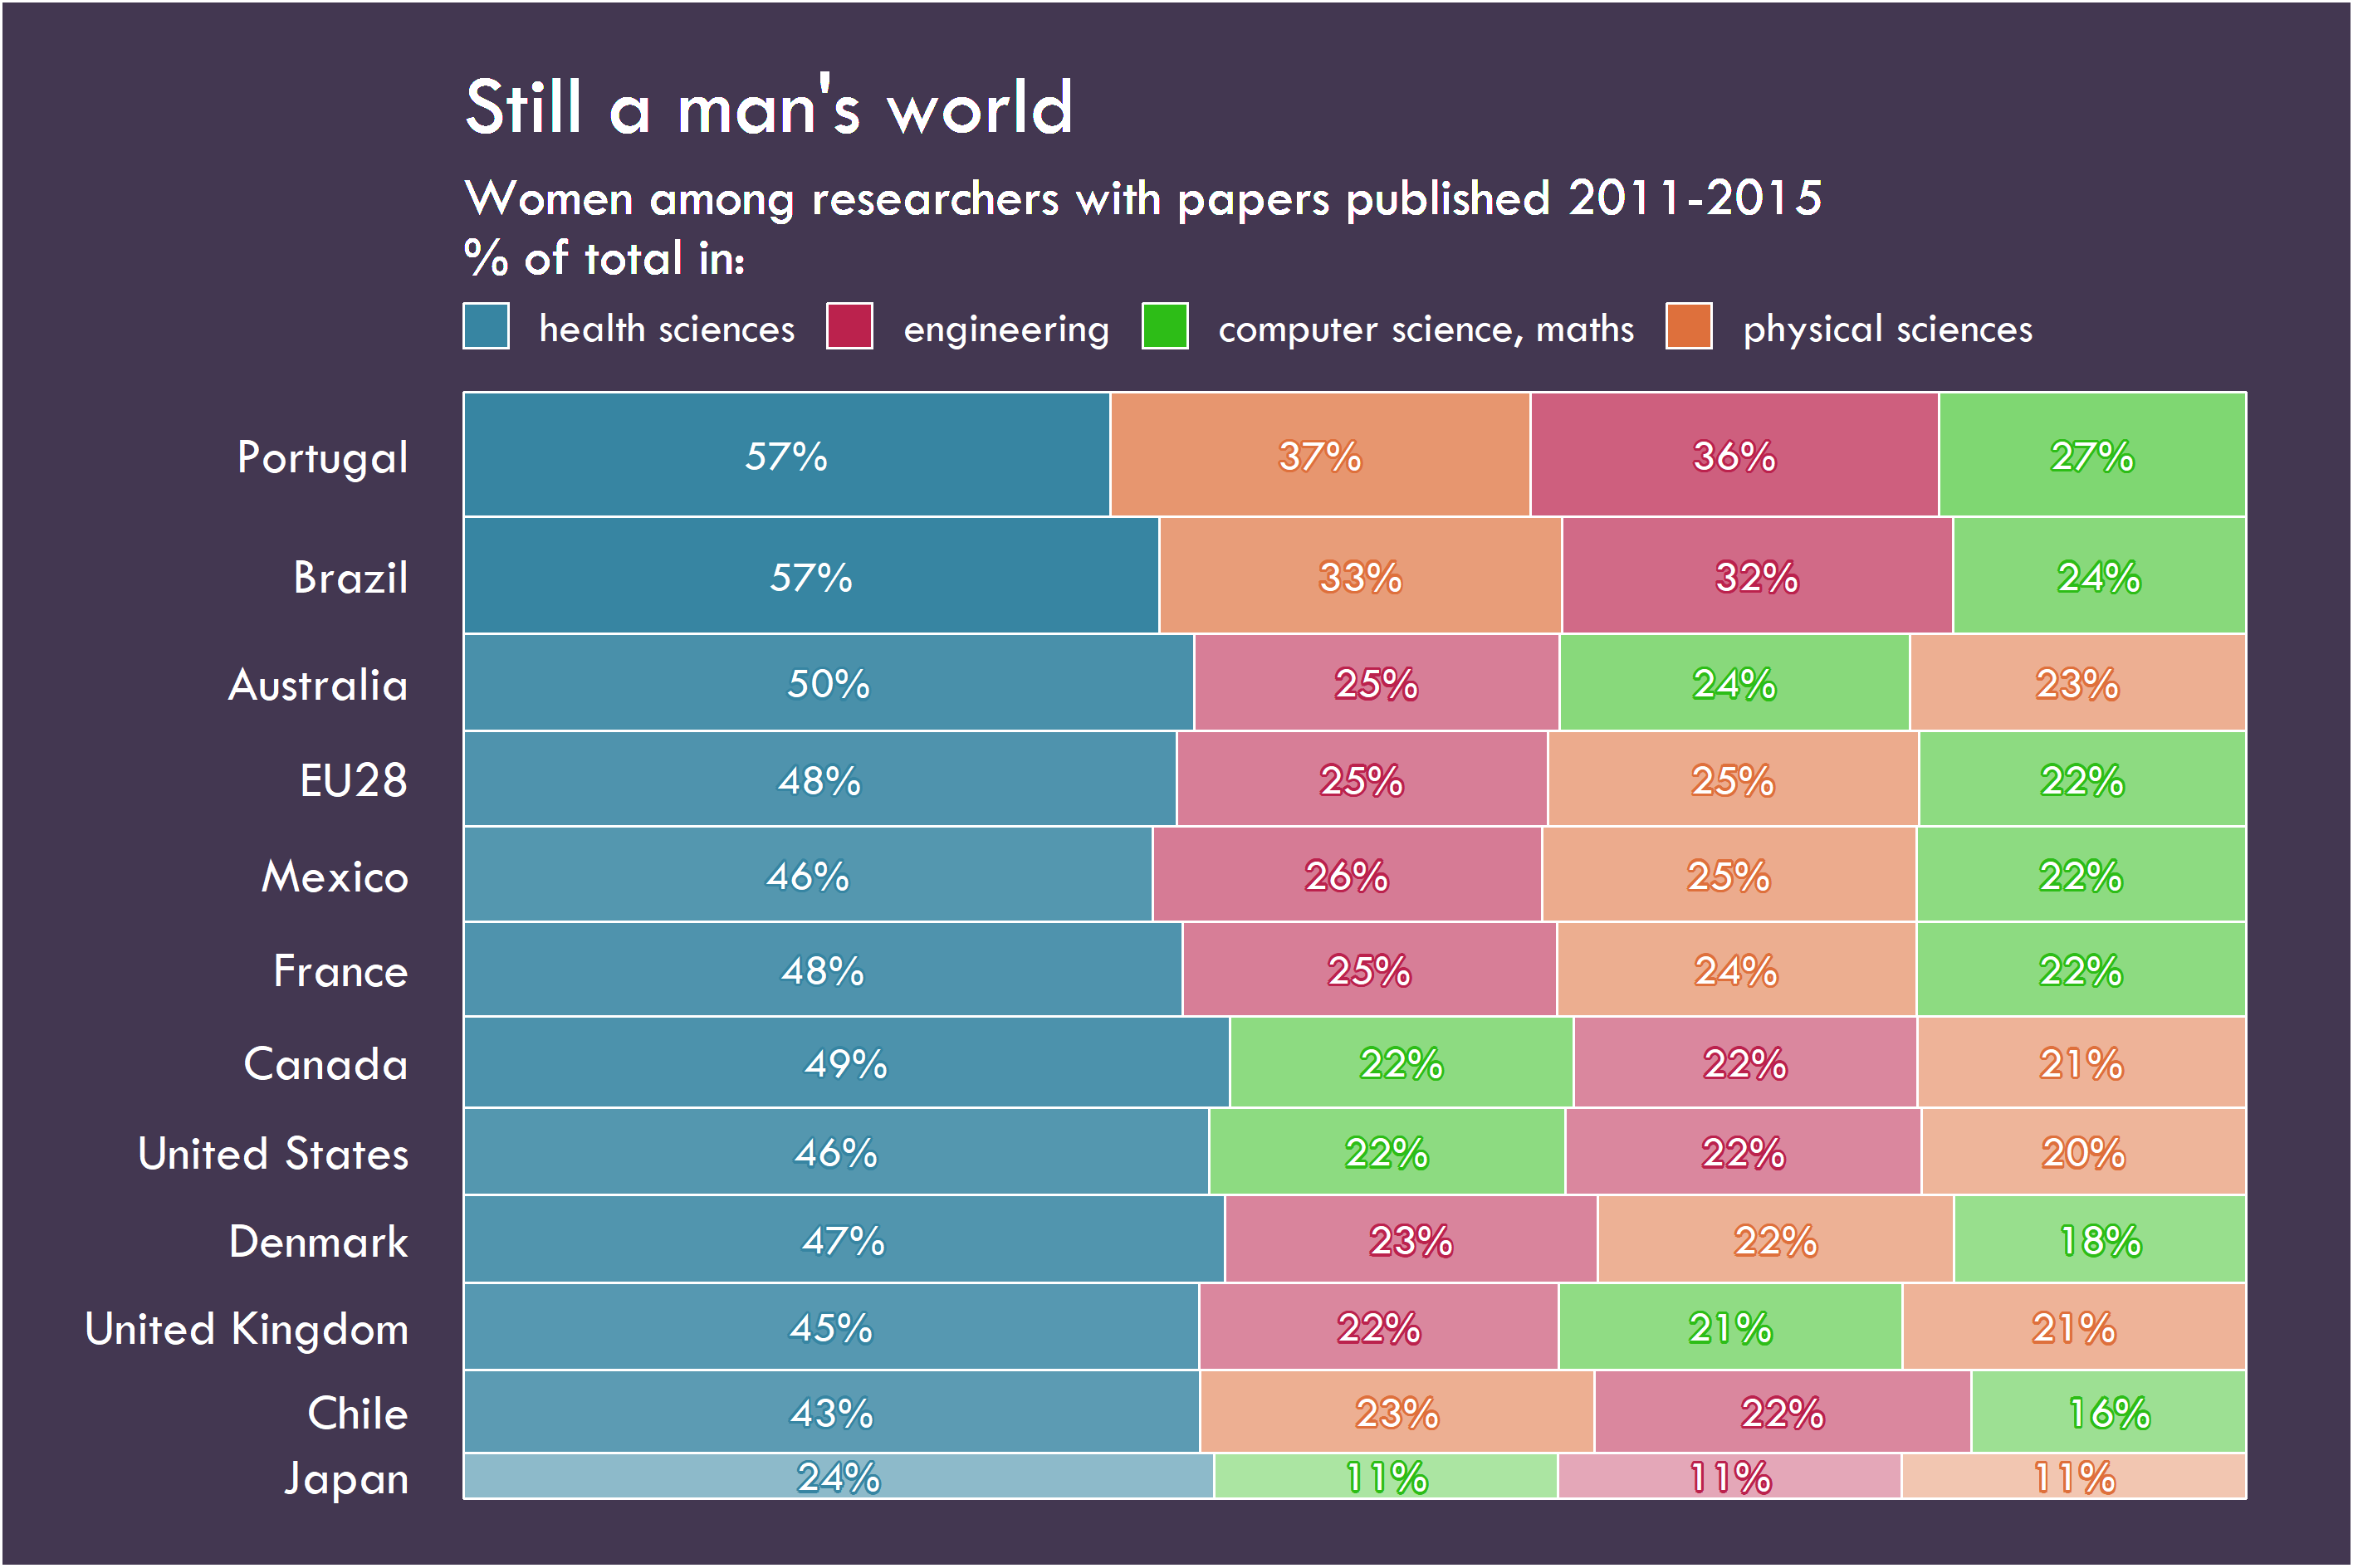 Still a man's world
Women among researchers with papers published 2011-2015
% of total in:
health sciences engineering computer science, maths physical sciences
Portugal 57% 37% 36% 27%
Brazil 57% 33% 32% 24%
Australia 50% 25% 24% 23%
EU28 48% 25% 25% 22%
Mexico 46% 26% 25% 22%
France 48% 25% 24% 22%
Canada 49% 22% 22% 21%
United States 46% 22% 22% 20%
Denmark 47% 23% 22% 18%
United Kingdom 45% 22% 21% 21%
Chile 43% 23% 22% 16%
Japan 24% 11% 11% 11%